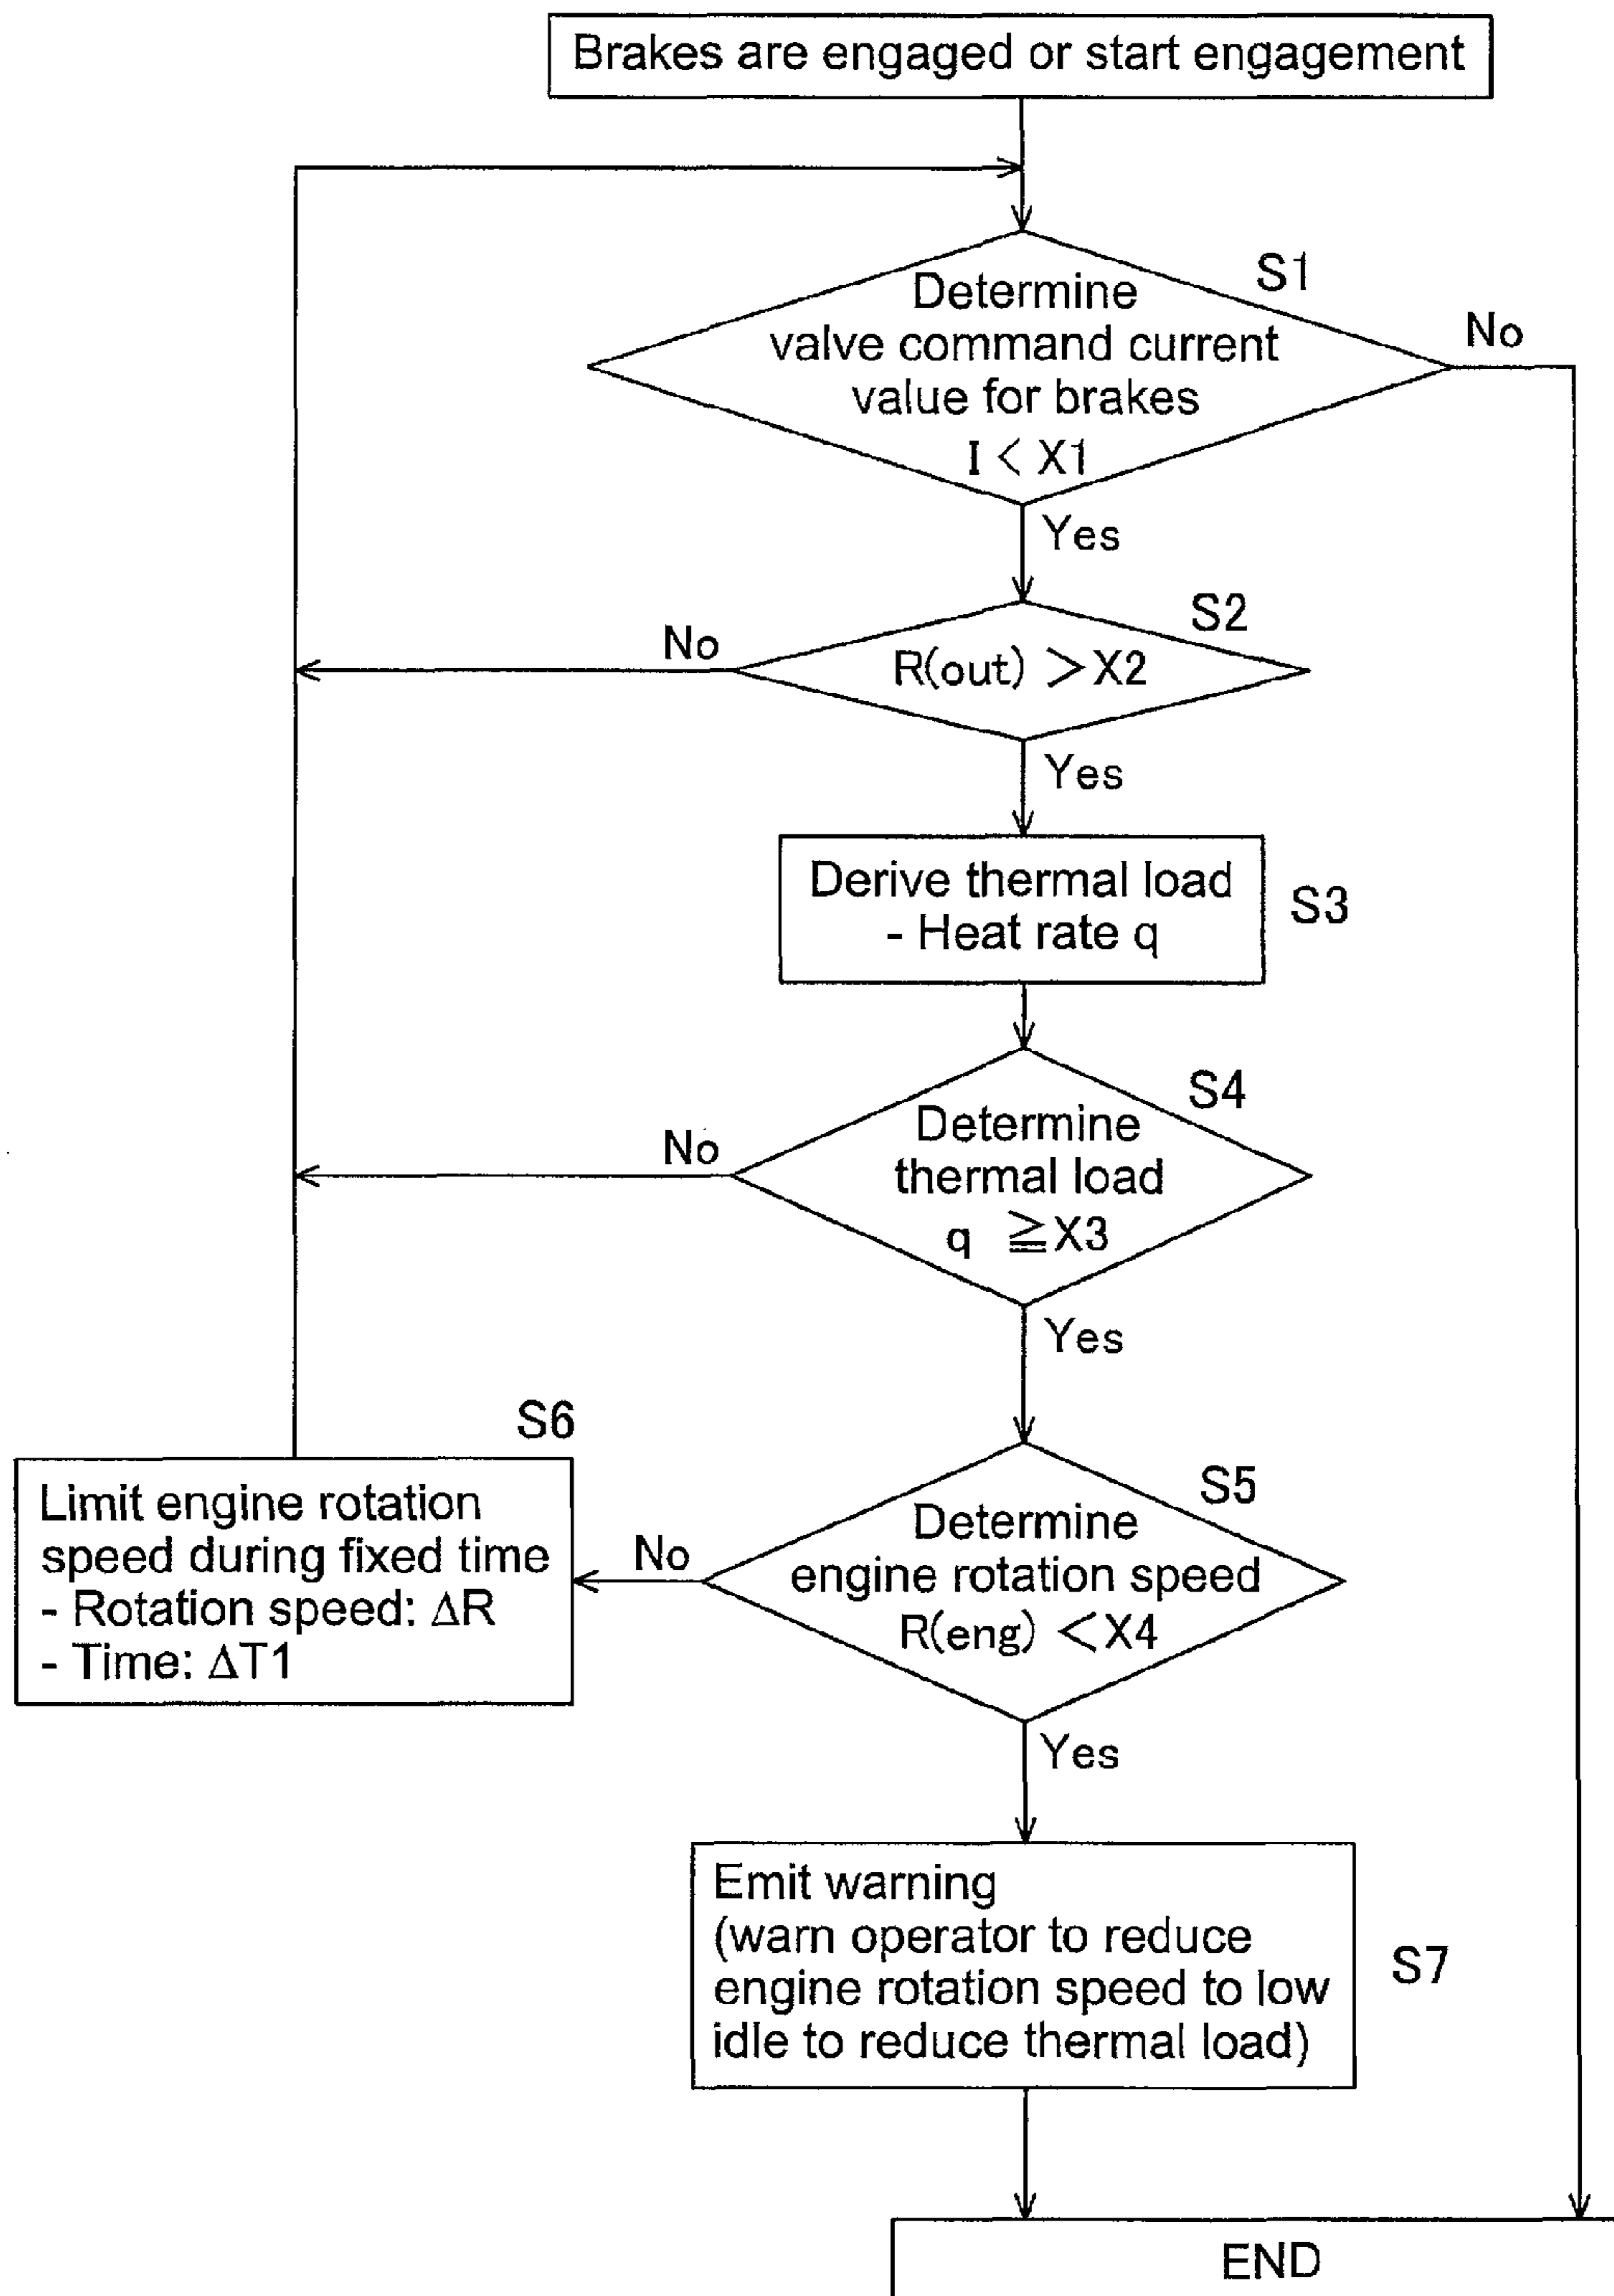 Brakes are engaged or start engagement
S1
Determine
valve command current
value for brakes
I < X1
No
Yes
S2
R(out) >X2
No
Yes
Derive thermal load
- Heat rate q
S3
S4
Determine
thermal load
q ≧X3
No
Yes
S5
Determine
engine rotation speed
R(eng) <X4
No
S6
Limit engine rotation
speed during fixed time
- Rotation speed: ΔR
- Time: ΔT1
Yes
Emit warning
(warn operator to reduce
engine rotation speed to low
idle to reduce thermal load)
S7
END